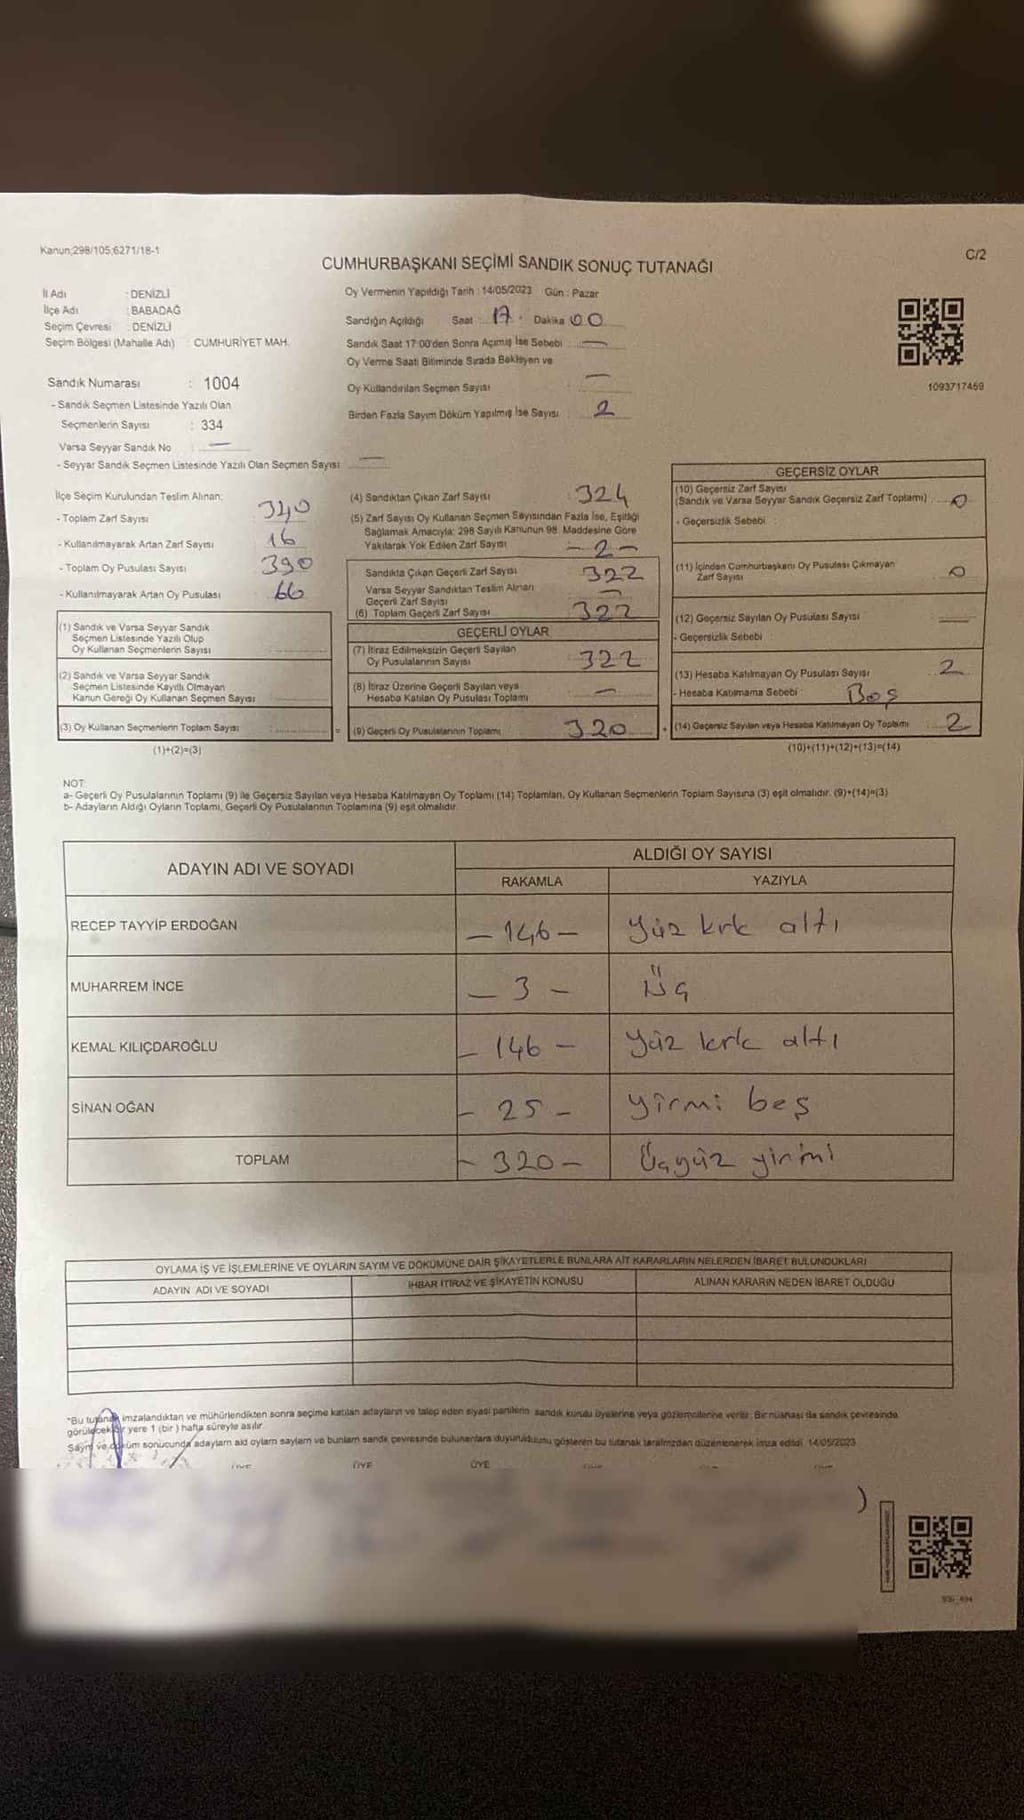 Kanun;298/105;6271/18-1
C/2
CUMHURBAŞKANI SEÇİMİ SANDIK SONUÇ TUTANAĞI
İl Adı : DENİZLİ
İlçe Adı : BABADAĞ
Seçim Çevresi : DENİZLİ
Seçim Bölgesi (Mahalle Adı) : CUMHURİYET MAH.
Sandık Numarası : 1004
- Sandık Seçmen Listesinde Yazılı Olan
Seçmenlerin Sayısı : 334
Varsa Seyyar Sandık No : —
- Seyyar Sandık Seçmen Listesinde Yazılı Olan Seçmen Sayısı : —
Oy Vermenin Yapıldığı Tarih : 14/05/2023 Gün : Pazar
Sandığın Açıldığı Saat : 17. Dakika 00
Sandık Saat 17:00'den Sonra Açımış İse Sebebi : —
Oy Verme Saati Bitiminde Sırada Bekleyen ve
Oy Kullandırılan Seçmen Sayısı : —
Birden Fazla Sayım Döküm Yapılmış İse Sayısı : 2
1093717459
İlçe Seçim Kurulundan Teslim Alınan;
- Toplam Zarf Sayısı : 340
- Kullanılmayarak Artan Zarf Sayısı : 16
- Toplam Oy Pusulası Sayısı : 390
- Kullanılmayarak Artan Oy Pusulası : 66
(1) Sandık ve Varsa Seyyar Sandık
Seçmen Listesinde Yazılı Olup
Oy Kullanan Seçmenlerin Sayısı :
(2) Sandık ve Varsa Seyyar Sandık
Seçmen Listesinde Kayıtlı Olmayan
Kanun Gereği Oy Kullanan Seçmen Sayısı :
(3) Oy Kullanan Seçmenlerin Toplam Sayısı :
(1)+(2)=(3)
(4) Sandıktan Çıkan Zarf Sayısı : 324
(5) Zarf Sayısı Oy Kullanan Seçmen Sayısından Fazla İse, Eşitliği
Sağlamak Amacıyla; 298 Sayılı Kanunun 98. Maddesine Göre
Yakılarak Yok Edilen Zarf Sayısı : - 2 -
Sandıkta Çıkan Geçerli Zarf Sayısı : 322
Varsa Seyyar Sandıktan Teslim Alınan
Geçerli Zarf Sayısı : —
(6) Toplam Geçerli Zarf Sayısı : 322
GEÇERLİ OYLAR
(7) İtiraz Edilmeksizin Geçerli Sayılan
Oy Pusulalarının Sayısı : 322
(8) İtiraz Üzerine Geçerli Sayılan veya
Hesaba Katılan Oy Pusulası Toplamı : —
= (9) Geçerli Oy Pusulalarının Toplamı : 320
GEÇERSİZ OYLAR
(10) Geçersiz Zarf Sayısı
(Sandık ve Varsa Seyyar Sandık Geçersiz Zarf Toplamı) : 0
- Geçersizlik Sebebi :
(11) İçinden Cumhurbaşkanı Oy Pusulası Çıkmayan
Zarf Sayısı : 0
(12) Geçersiz Sayılan Oy Pusulası Sayısı : —
- Geçersizlik Sebebi :
(13) Hesaba Katılmayan Oy Pusulası Sayısı : 2
- Hesaba Katılmama Sebebi : Boş
+ (14) Geçersiz Sayılan veya Hesaba Katılmayan Oy Toplamı : 2
(10)+(11)+(12)+(13)=(14)
NOT:
a- Geçerli Oy Pusulalarının Toplamı (9) ile Geçersiz Sayılan veya Hesaba Katılmayan Oy Toplamı (14) Toplamları, Oy Kullanan Seçmenlerin Toplam Sayısına (3) eşit olmalıdır. (9)+(14)=(3)
b- Adayların Aldığı Oyların Toplamı, Geçerli Oy Pusulalarının Toplamına (9) eşit olmalıdır.
ADAYIN ADI VE SOYADI ALDIĞI OY SAYISI
RAKAMLA YAZIYLA
RECEP TAYYİP ERDOĞAN — 146 — yüz kırk altı
MUHARREM İNCE — 3 — Üç
KEMAL KILIÇDAROĞLU — 146 — yüz kırk altı
SİNAN OĞAN — 25 — yirmi beş
TOPLAM — 320 — Üçyüz yirmi
OYLAMA İŞ VE İŞLEMLERİNE VE OYLARIN SAYIM VE DÖKÜMÜNE DAİR ŞİKAYETLERLE BUNLARA AİT KARARLARIN NELERDEN İBARET BULUNDUKLARI
ADAYIN ADI VE SOYADI İHBAR İTİRAZ VE ŞİKAYETİN KONUSU ALINAN KARARIN NEDEN İBARET OLDUĞU
"Bu tutanak imzalandıktan ve mühürlendikten sonra seçime katılan adayların ve talep eden siyasi partilerin sandık kurulu üyelerine veya gözlemcilerine verilir. Bir nüshası da sandık çevresinde
görülecek bir yere 1 (bir) hafta süreyle asılır.
Sayım ve döküm sonucunda adayların aldı oyların sayıların ve bunların sandık çevresinde bulunanlara duyurulduğunu gösteren bu tutanak tarafımızdan düzenlenerek imza edildi. 14/05/2023
ÜYE ÜYE ÜYE